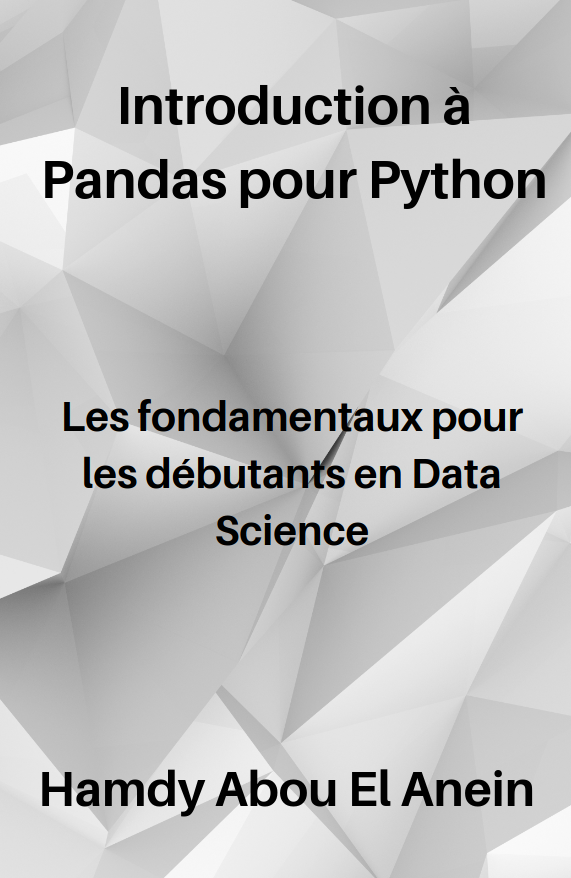 Introduction à
Pandas pour Python
Les fondamentaux pour
les débutants en Data
Science
Hamdy Abou El Anein